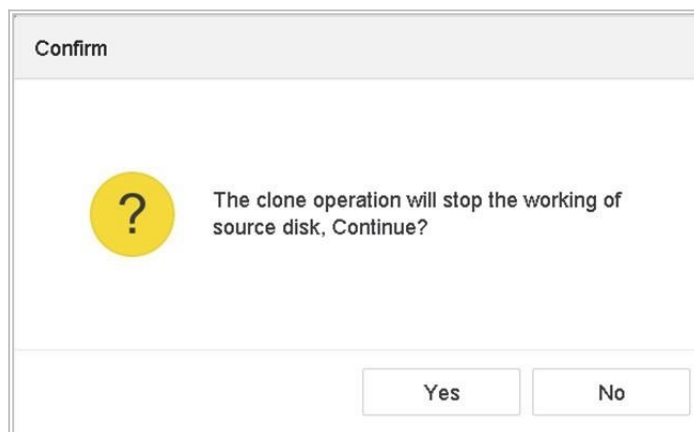 Confirm
?
The clone operation will stop the working of
source disk, Continue?
Yes No